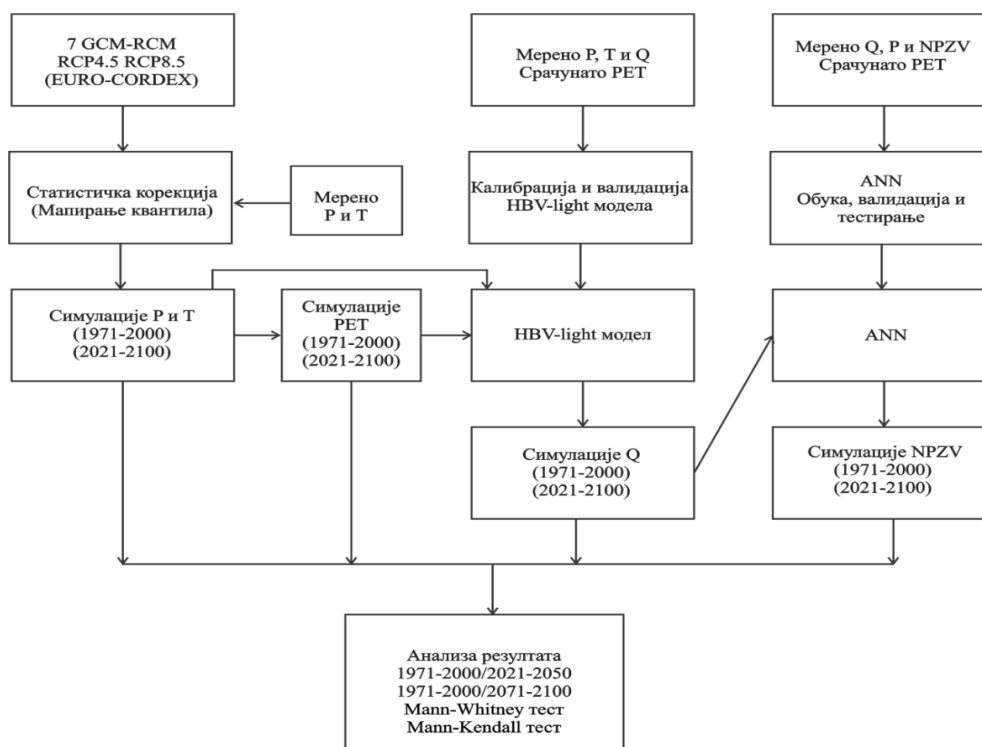 7 GCM-RCM
RCP4.5 RCP8.5
(EURO-CORDEX)
Мерено P, T и Q
Срачунато PET
Мерено Q, P и NPZV
Срачунато PET
Статистичка корекција
(Мапирање квантила)
Мерено
P и T
Калибрација и валидација
HBV-light модела
ANN
Обука, валидација и
тестирање
Симулације P и T
(1971-2000)
(2021-2100)
Симулације
PET
(1971-2000)
(2021-2100)
HBV-light модел
ANN
Симулације Q
(1971-2000)
(2021-2100)
Симулације NPZV
(1971-2000)
(2021-2100)
Анализа резултата
1971-2000/2021-2050
1971-2000/2071-2100
Mann-Whitney тест
Mann-Kendall тест